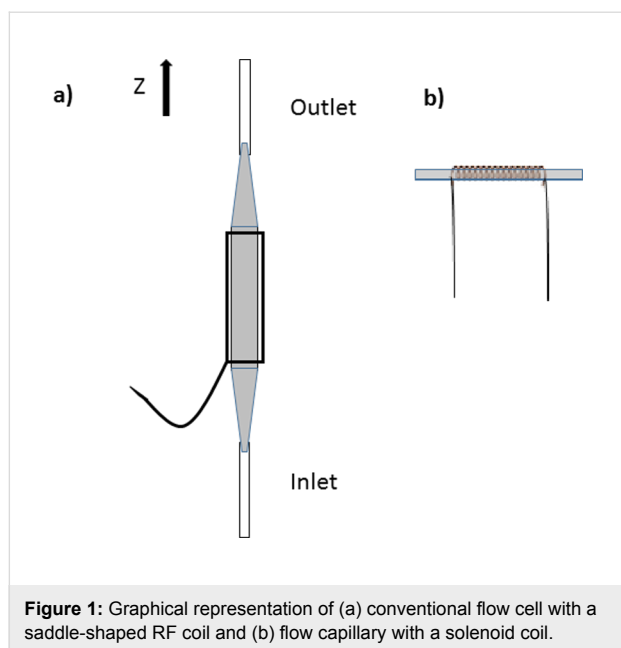 a)
Z
Outlet
b)
Inlet
Figure 1: Graphical representation of (a) conventional flow cell with a
saddle-shaped RF coil and (b) flow capillary with a solenoid coil.